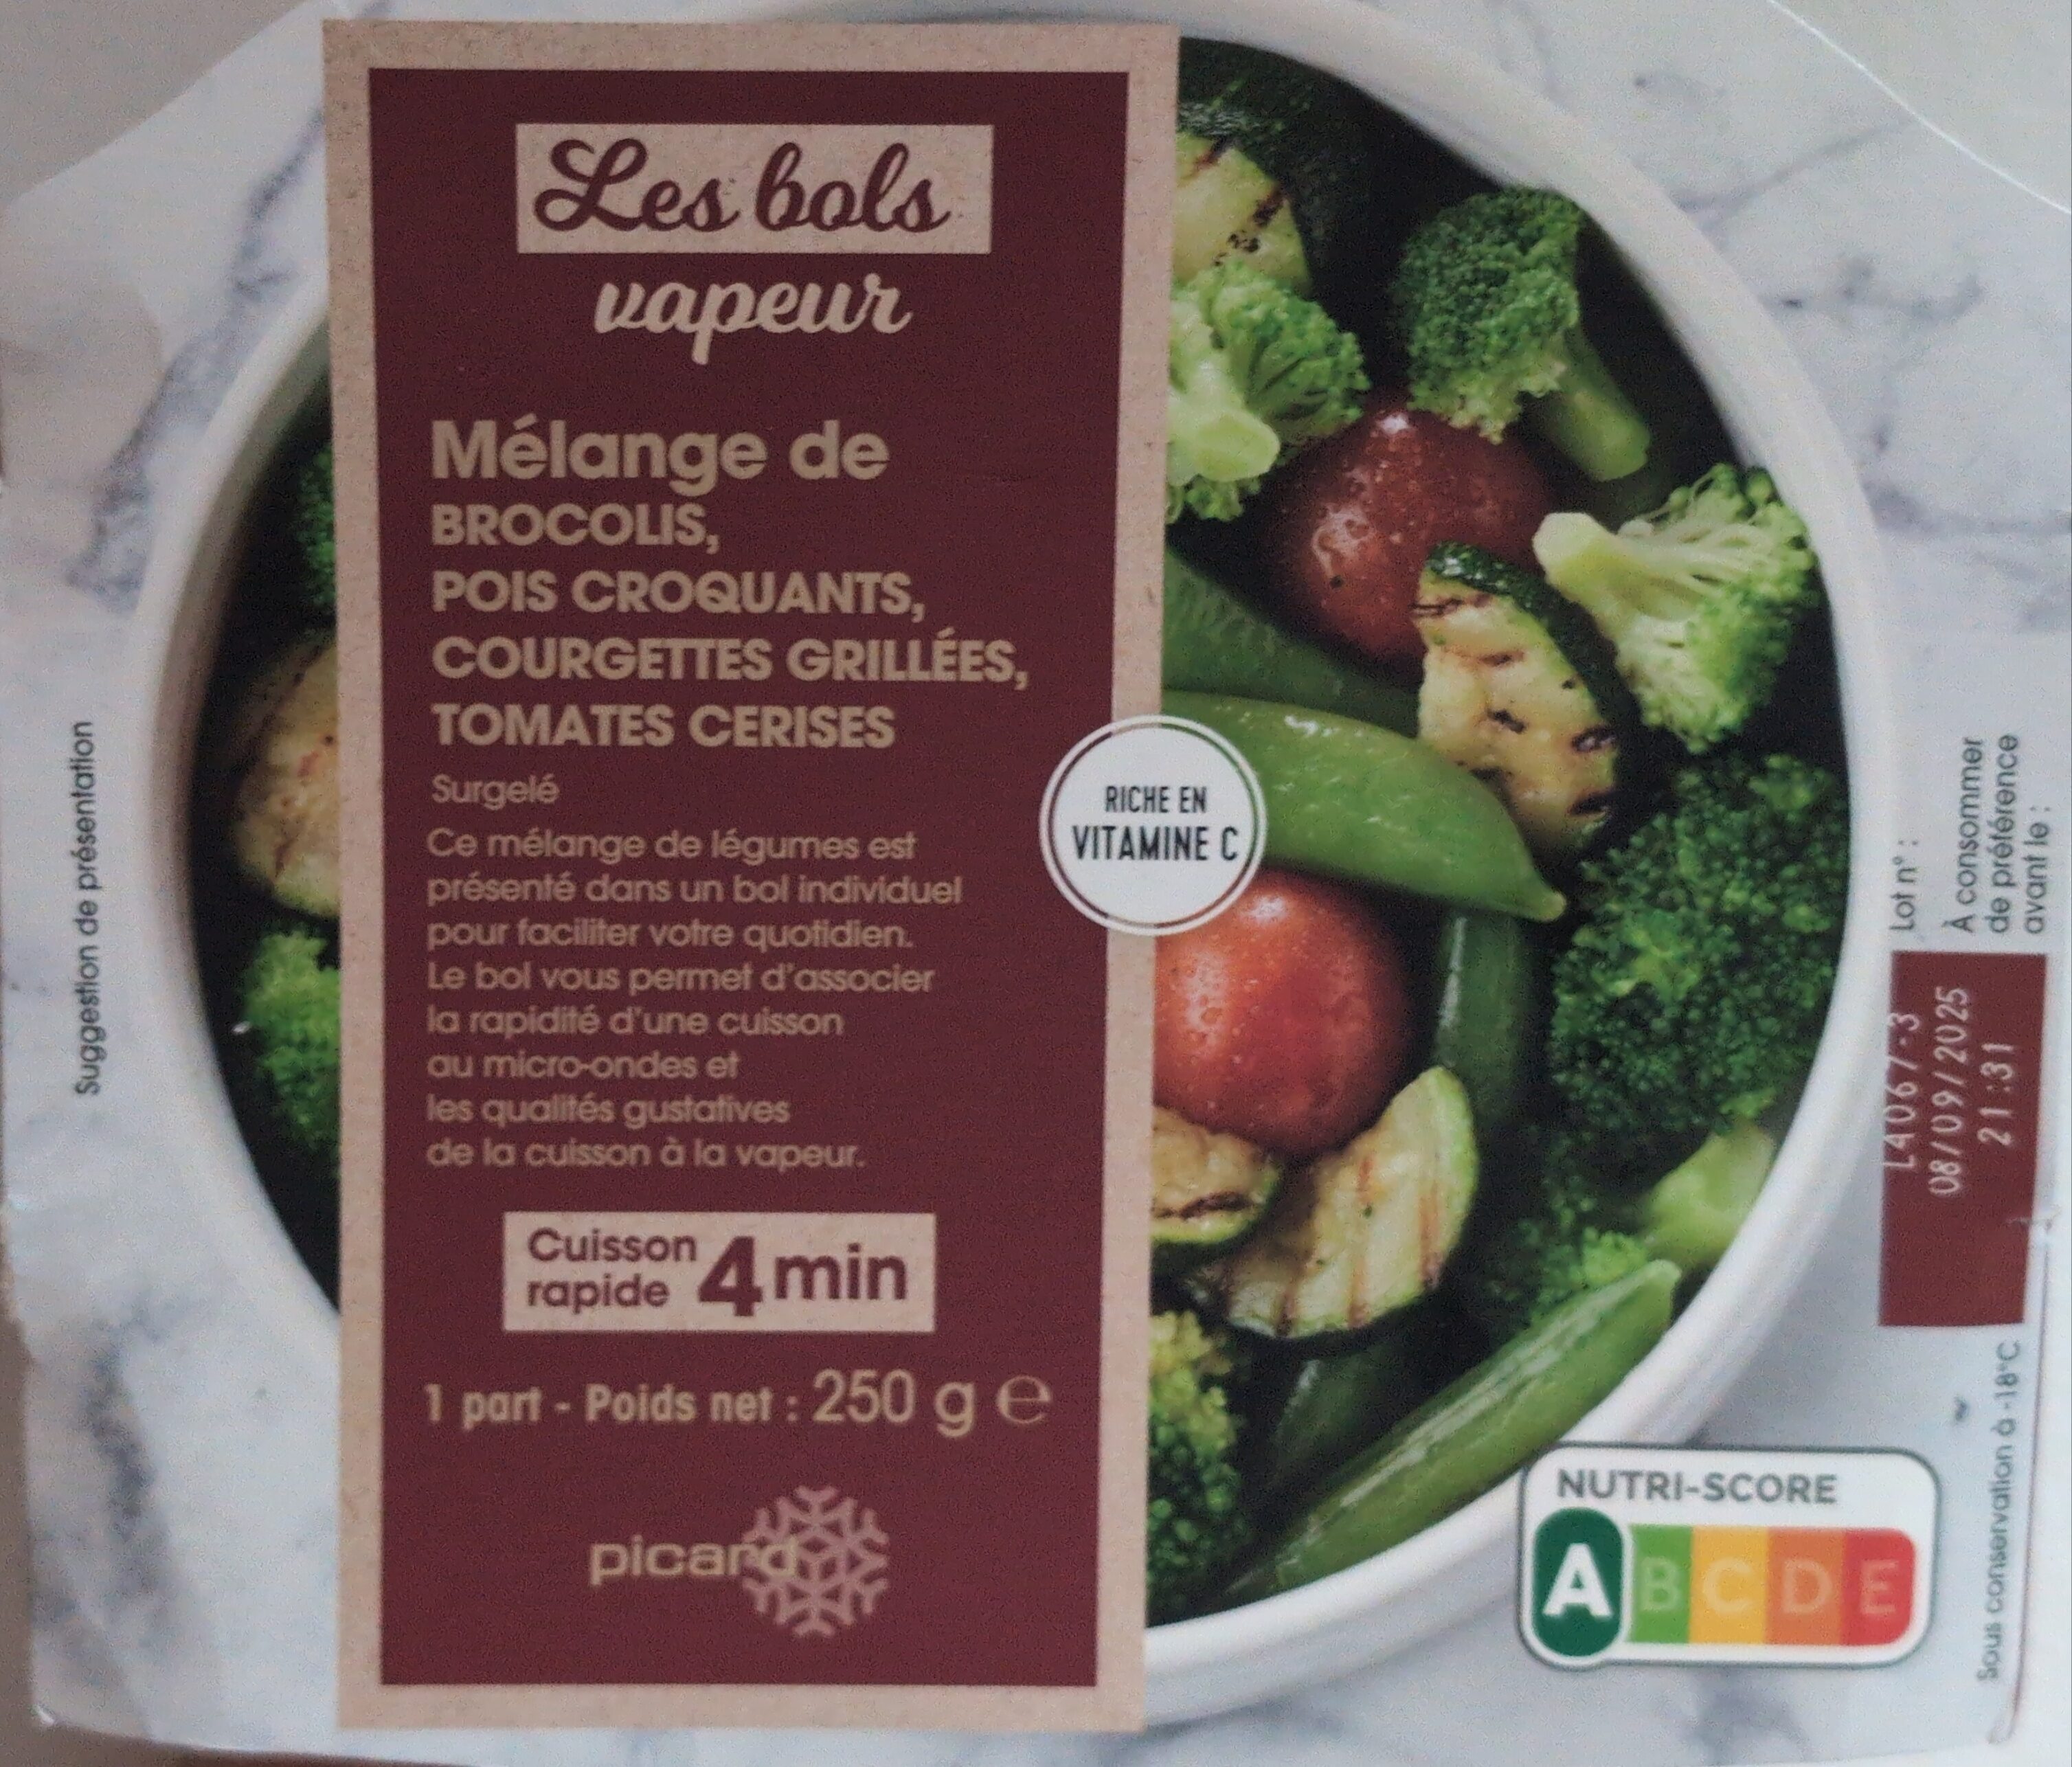 Les bols
vapeur
Mélange de
BROCOLIS,
POIS CROQUANTS,
COURGETTES GRILLÉES,
TOMATES CERISES
Surgelé
Ce mélange de légumes est
présenté dans un bol individuel
pour faciliter votre quotidien.
Le bol vous permet d'associer
la rapidité d'une cuisson
au micro-ondes et
les qualités gustatives
de la cuisson à la vapeur.
Cuisson
rapide 4 min
1 part - Poids net : 250 g ℮
picard
RICHE EN
VITAMINE C
Suggestion de présentation
Lot n° :
À consommer
de préférence
avant le :
L4067-3
08/09/2025
21:31
Sous conservation à -18°C
NUTRI-SCORE
A B C D E